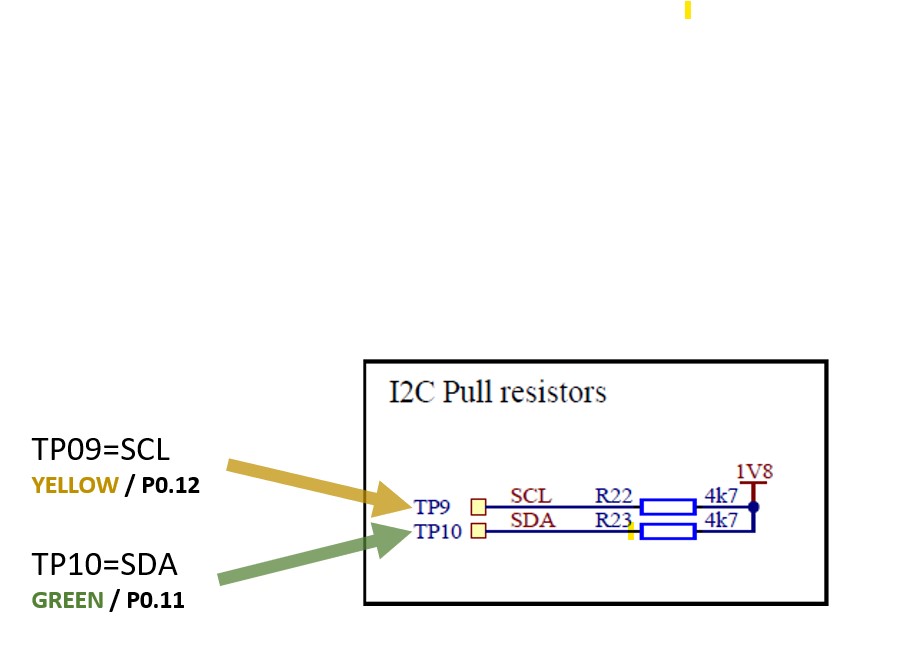 I2C Pull resistors
TP09=SCL
YELLOW / P0.12
1V8
TP9 SCL R22 4k7
TP10 SDA R23 4k7
TP10=SDA
GREEN / P0.11